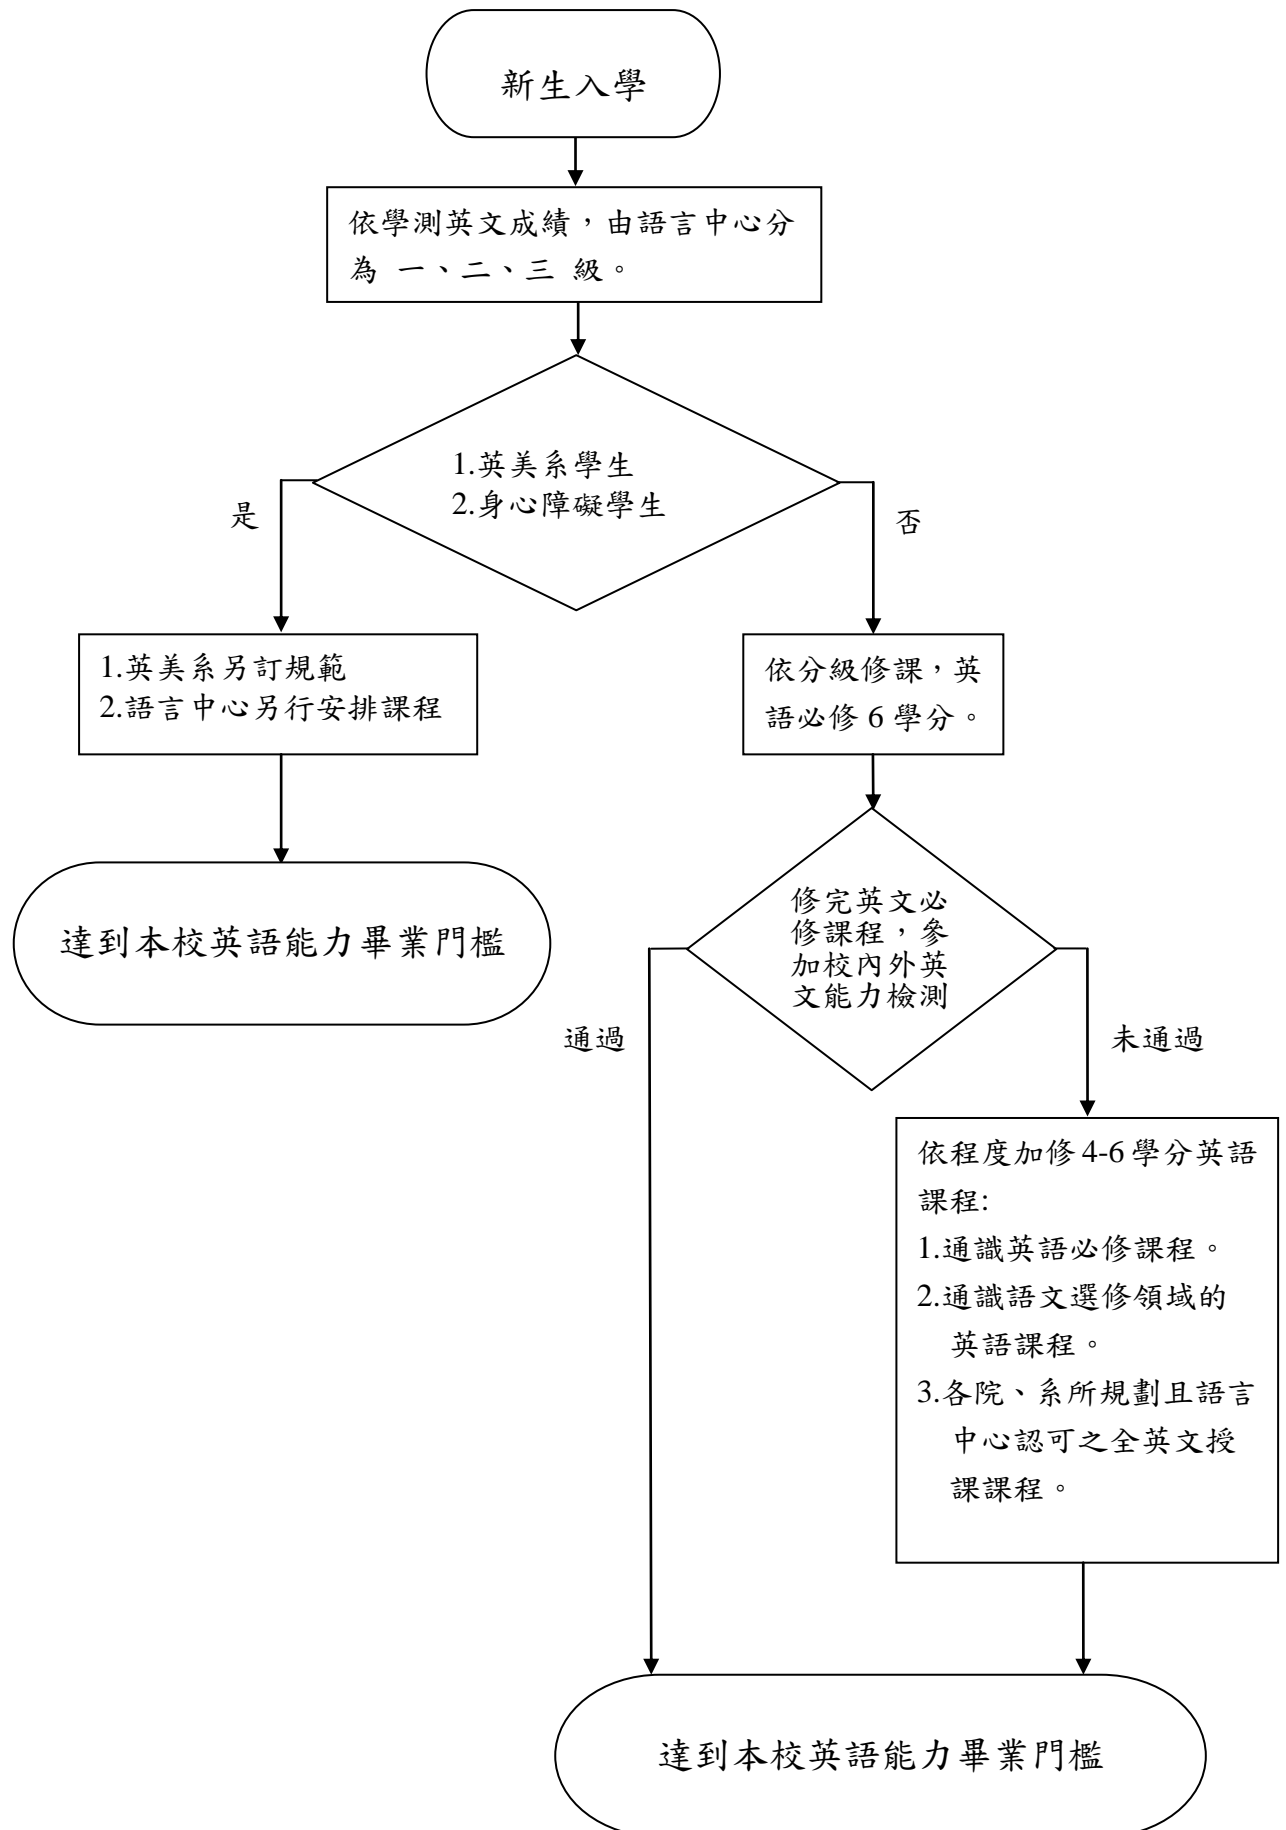 新生入學
依學測英文成績，由語言中心分
為 一、二、三 級。
1.英美系學生
2.身心障礙學生
是
否
1.英美系另訂規範
2.語言中心另行安排課程
依分級修課，英
語必修 6 學分。
達到本校英語能力畢業門檻
修完英文必
修課程，參
加校內外英
文能力檢測
通過
未通過
依程度加修 4-6 學分英語
課程:
1.通識英語必修課程。
2.通識語文選修領域的
英語課程。
3.各院、系所規劃且語言
中心認可之全英文授
課課程。
達到本校英語能力畢業門檻